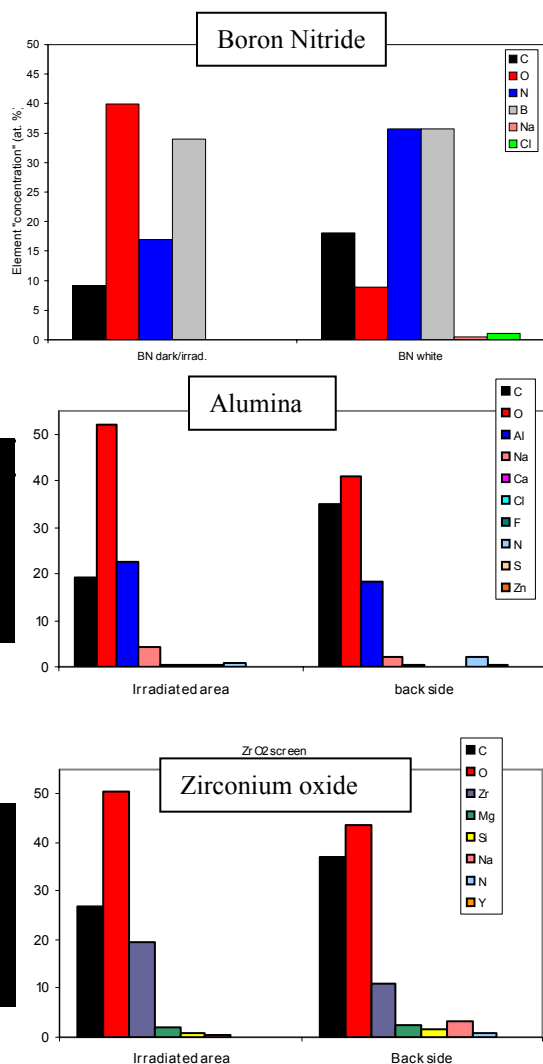 Boron Nitride
Element "concentration" (at. %)
50
45
40
35
30
25
20
15
10
5
0
C
O
N
B
Na
Cl
BN dark/irrad.
BN white
Alumina
50
40
30
20
10
0
C
O
Al
Na
Ca
Cl
F
N
S
Zn
Irradiated area
back side
ZrO2 screen
Zirconium oxide
50
40
30
20
10
0
C
O
Zr
Mg
Si
Na
N
Y
Irradiated area
Back side